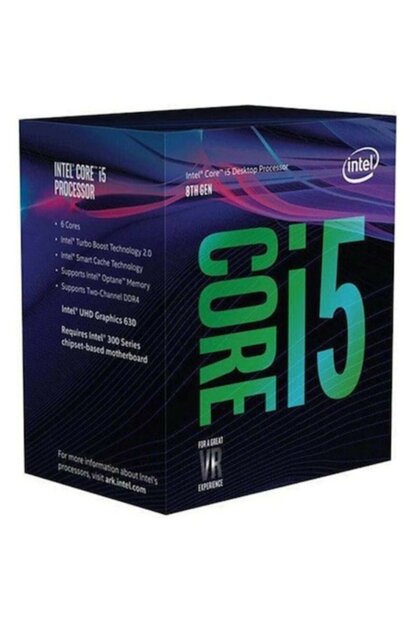 INTEL® CORE™ i5
PROCESSOR
• 6 Cores
• Intel® Turbo Boost Technology 2.0
• Intel® Smart Cache Technology
• Supports Intel® Optane™ Memory
• Supports Two-Channel DDR4
Intel® UHD Graphics 630
Requires Intel® 300 Series
chipset-based motherboard
For more information about Intel's
processors, visit ark.intel.com
Intel® Core™ i5 Desktop Processor
8TH GEN
intel
CORE i5
FOR A GREAT
VR
EXPERIENCE